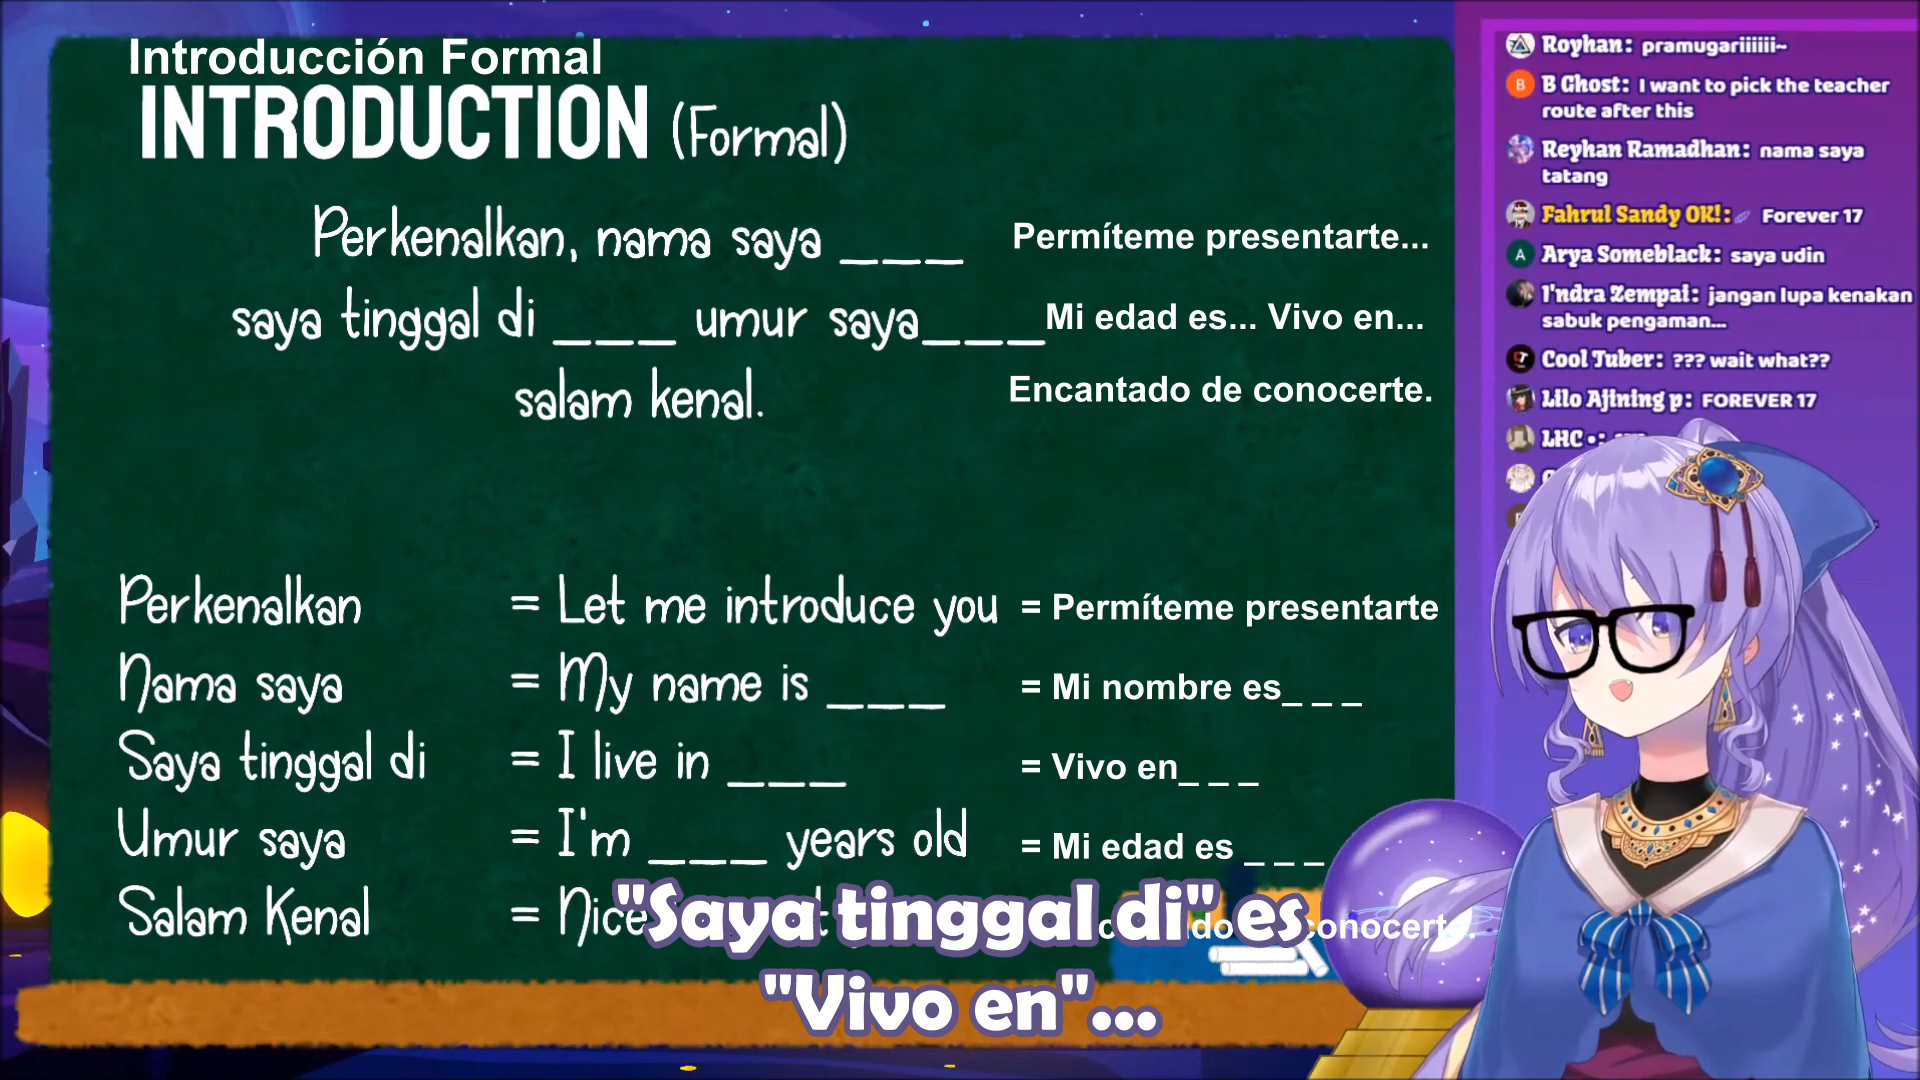 Introducción Formal
INTRODUCTION (Formal)
Perkenalkan, nama saya ___ Permíteme presentarte...
saya tinggal di ___ umur saya___ Mi edad es... Vivo en...
salam kenal. Encantado de conocerte.
Perkenalkan = Let me introduce you = Permíteme presentarte
Nama saya = My name is ___ = Mi nombre es_ _ _
Saya tinggal di = I live in ___ = Vivo en_ _ _
Umur saya = I'm ___ years old = Mi edad es _ _ _
Salam Kenal = Nice conocerte.
"Saya tinggal di" es
"Vivo en"...
Royhan: pramugariiiiii~
B B Ghost: I want to pick the teacher
route after this
Reyhan Ramadhan: nama saya
tatang
Fahrul Sandy OK!: Forever 17
A Arya Someblack: saya udin
I'ndra Zempai: jangan lupa kenakan
sabuk pengaman...
Cool Tuber: ??? wait what??
Lilo Ajining p: FOREVER 17
LHC •: